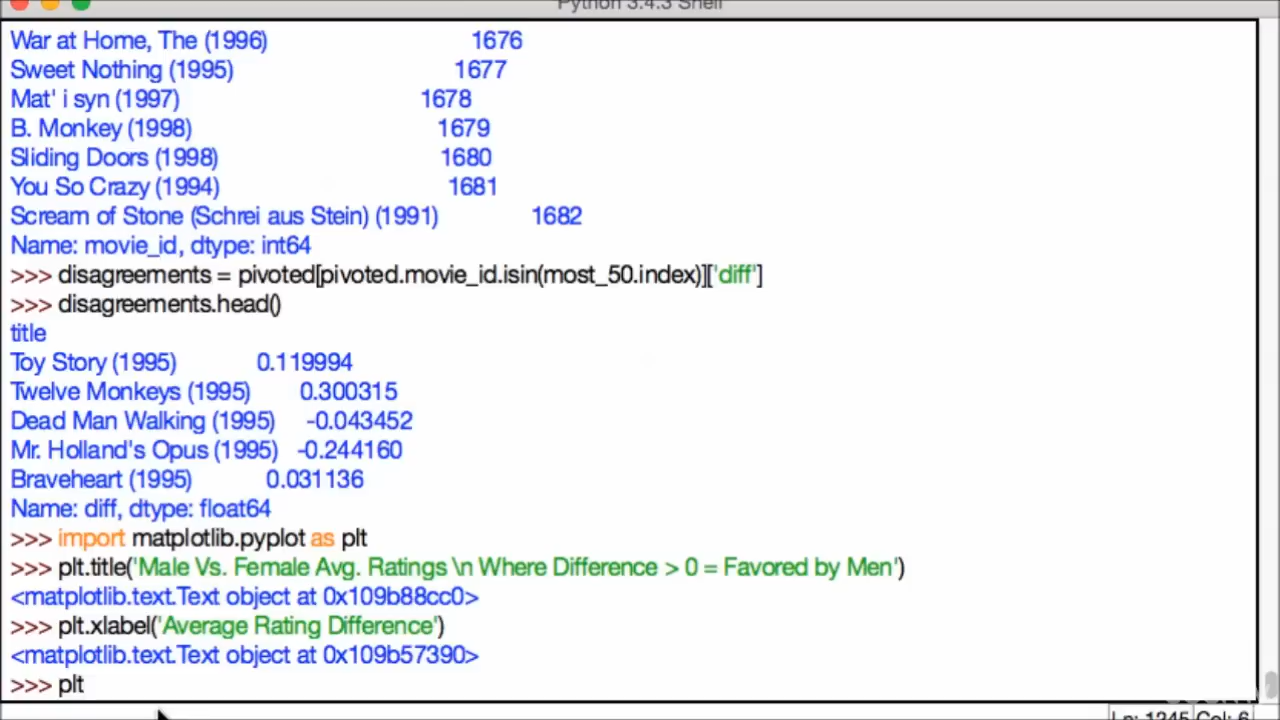 Python 3.4.3 Shell
War at Home, The (1996) 1676
Sweet Nothing (1995) 1677
Mat' i syn (1997) 1678
B. Monkey (1998) 1679
Sliding Doors (1998) 1680
You So Crazy (1994) 1681
Scream of Stone (Schrei aus Stein) (1991) 1682
Name: movie_id, dtype: int64
>>> disagreements = pivoted[pivoted.movie_id.isin(most_50.index)]['diff']
>>> disagreements.head()
title
Toy Story (1995) 0.119994
Twelve Monkeys (1995) 0.300315
Dead Man Walking (1995) -0.043452
Mr. Holland's Opus (1995) -0.244160
Braveheart (1995) 0.031136
Name: diff, dtype: float64
>>> import matplotlib.pyplot as plt
>>> plt.title('Male Vs. Female Avg. Ratings \n Where Difference > 0 = Favored by Men')
<matplotlib.text.Text object at 0x109b88cc0>
>>> plt.xlabel('Average Rating Difference')
<matplotlib.text.Text object at 0x109b57390>
>>> plt
Ln: 1245 Col: 6